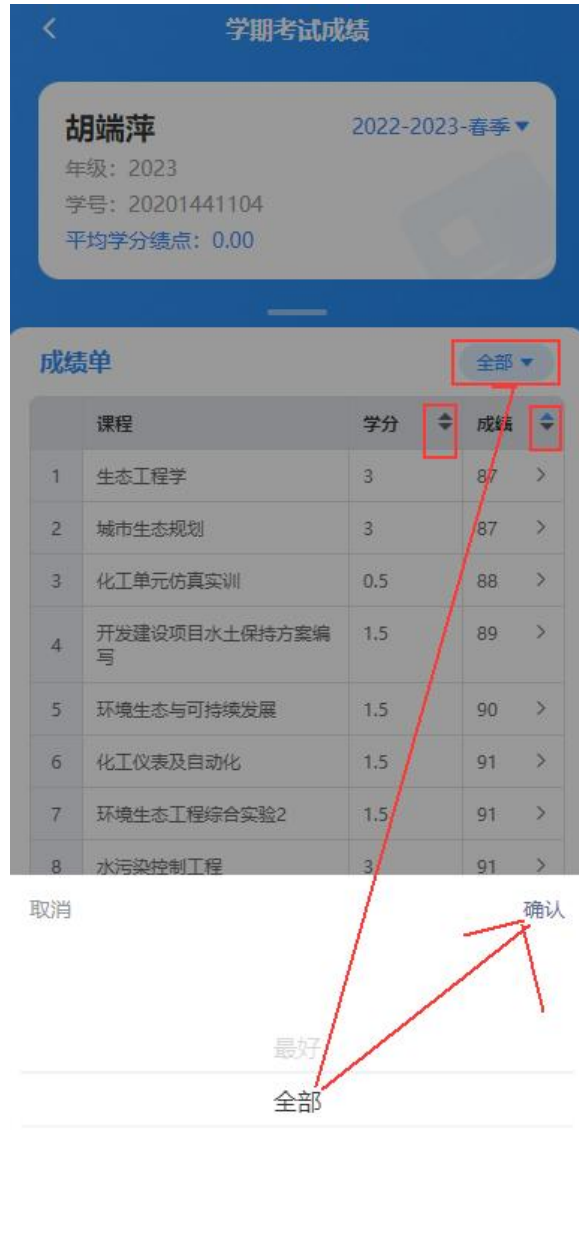 学期考试成绩
胡端萍
2022-2023-春季
年级：2023
学号：20201441104
平均学分绩点：0.00
成绩单
全部
课程 学分 成绩
1 生态工程学 3 87
2 城市生态规划 3 87
3 化工单元仿真实训 0.5 88
4 开发建设项目水土保持方案编 1.5 89
写
5 环境生态与可持续发展 1.5 90
6 化工仪表及自动化 1.5 91
7 环境生态工程综合实验2 1.5 91
8 水污染控制工程 3 91
取消 确认
最好
全部